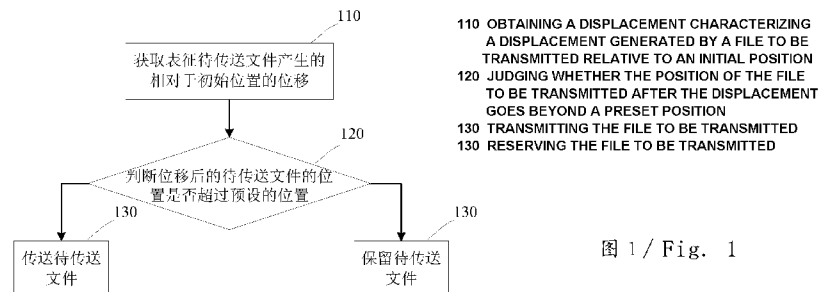 110
获取表征待传送文件产生的
相对于初始位置的位移
120
判断位移后的待传送文件的位
置是否超过预设的位置
130
传送待传送
文件
130
保留待传送
文件
110 OBTAINING A DISPLACEMENT CHARACTERIZING
A DISPLACEMENT GENERATED BY A FILE TO BE
TRANSMITTED RELATIVE TO AN INITIAL POSITION
120 JUDGING WHETHER THE POSITION OF THE FILE
TO BE TRANSMITTED AFTER THE DISPLACEMENT
GOES BEYOND A PRESET POSITION
130 TRANSMITTING THE FILE TO BE TRANSMITTED
130 RESERVING THE FILE TO BE TRANSMITTED
图 1 / Fig. 1